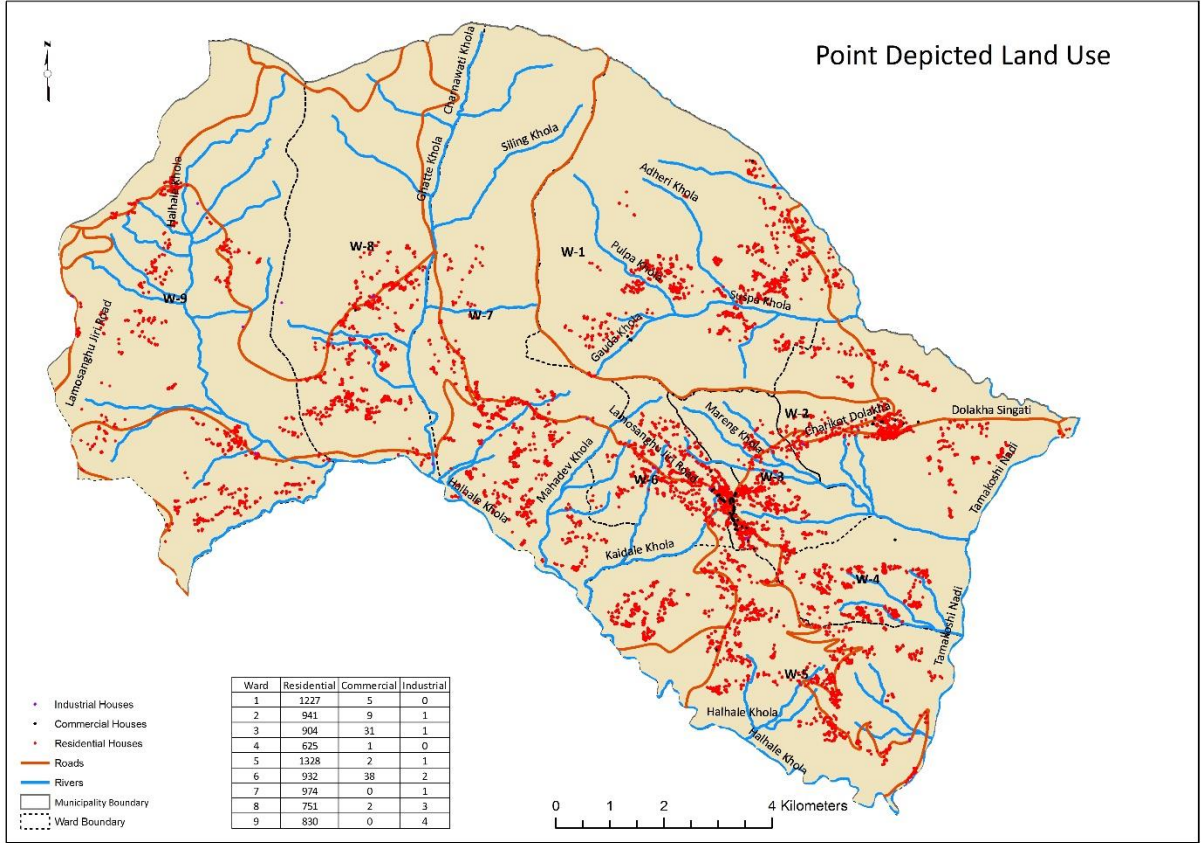 Point Depicted Land Use
N
Charnawati Khola
Siling Khola
Ghatte Khola
Halhale Khola
Adheri Khola
W-8
W-1
Pulpa Khola
Suspa Khola
W-9
W-7
Lamosanghu Jiri Road
Gauda Khola
Lamosanghu Jiri Road
Mareng Khola
W-2
Charikot Dolakha
Dolakha Singati
Mahadev Khola
W-6
W-3
Tamakoshi Nadi
Halhale Khola
Kaidale Khola
W-4
Tamakoshi Nadi
W-5
Halhale Khola
Halhale Khola
Industrial Houses
Commercial Houses
Residential Houses
Roads
Rivers
Municipality Boundary
Ward Boundary
Ward Residential Commercial Industrial
1 1227 5 0
2 941 9 1
3 904 31 1
4 625 1 0
5 1328 2 1
6 932 38 2
7 974 0 1
8 751 2 3
9 830 0 4
0 1 2 4 Kilometers